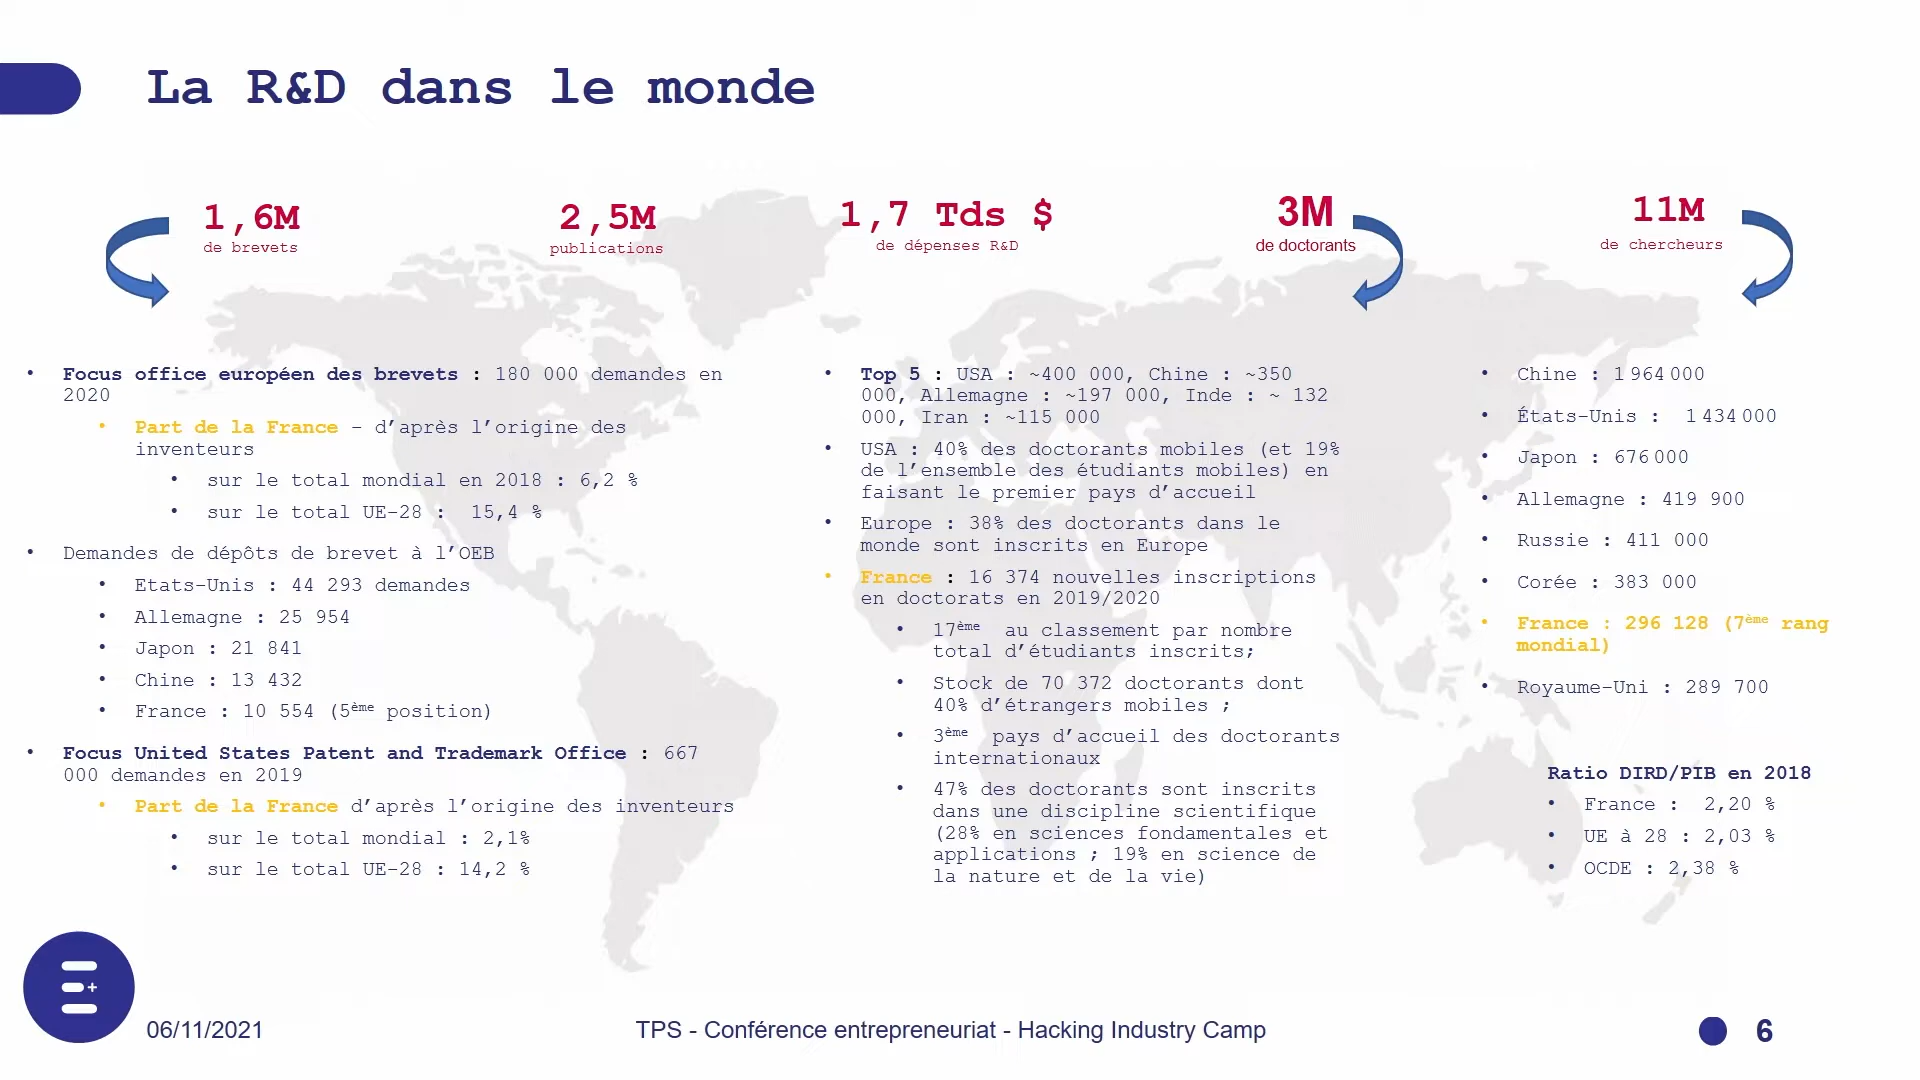 La R&D dans le monde
1,6M
de brevets
2,5M
publications
1,7 Tds $
de dépenses R&D
3M
de doctorants
11M
de chercheurs
• Focus office européen des brevets : 180 000 demandes en
2020
• Part de la France – d’après l’origine des
inventeurs
• sur le total mondial en 2018 : 6,2 %
• sur le total UE-28 :  15,4 %
• Demandes de dépôts de brevet à l’OEB
• Etats-Unis : 44 293 demandes
• Allemagne : 25 954
• Japon : 21 841
• Chine : 13 432
• France : 10 554 (5ème position)
• Focus United States Patent and Trademark Office : 667
000 demandes en 2019
• Part de la France d’après l’origine des inventeurs
• sur le total mondial : 2,1%
• sur le total UE-28 : 14,2 %
• Top 5 : USA : ~400 000, Chine : ~350
000, Allemagne : ~197 000, Inde : ~ 132
000, Iran : ~115 000
• USA : 40% des doctorants mobiles (et 19%
de l’ensemble des étudiants mobiles) en
faisant le premier pays d’accueil
• Europe : 38% des doctorants dans le
monde sont inscrits en Europe
• France : 16 374 nouvelles inscriptions
en doctorats en 2019/2020
• 17ème  au classement par nombre
total d’étudiants inscrits;
• Stock de 70 372 doctorants dont
40% d’étrangers mobiles ;
• 3ème  pays d’accueil des doctorants
internationaux
• 47% des doctorants sont inscrits
dans une discipline scientifique
(28% en sciences fondamentales et
applications ; 19% en science de
la nature et de la vie)
• Chine : 1 964 000
• États-Unis :  1 434 000
• Japon : 676 000
• Allemagne : 419 900
• Russie : 411 000
• Corée : 383 000
• France : 296 128 (7ème rang
mondial)
• Royaume-Uni : 289 700
Ratio DIRD/PIB en 2018
• France :  2,20 %
• UE à 28 : 2,03 %
• OCDE : 2,38 %
06/11/2021
TPS - Conférence entrepreneuriat - Hacking Industry Camp
6